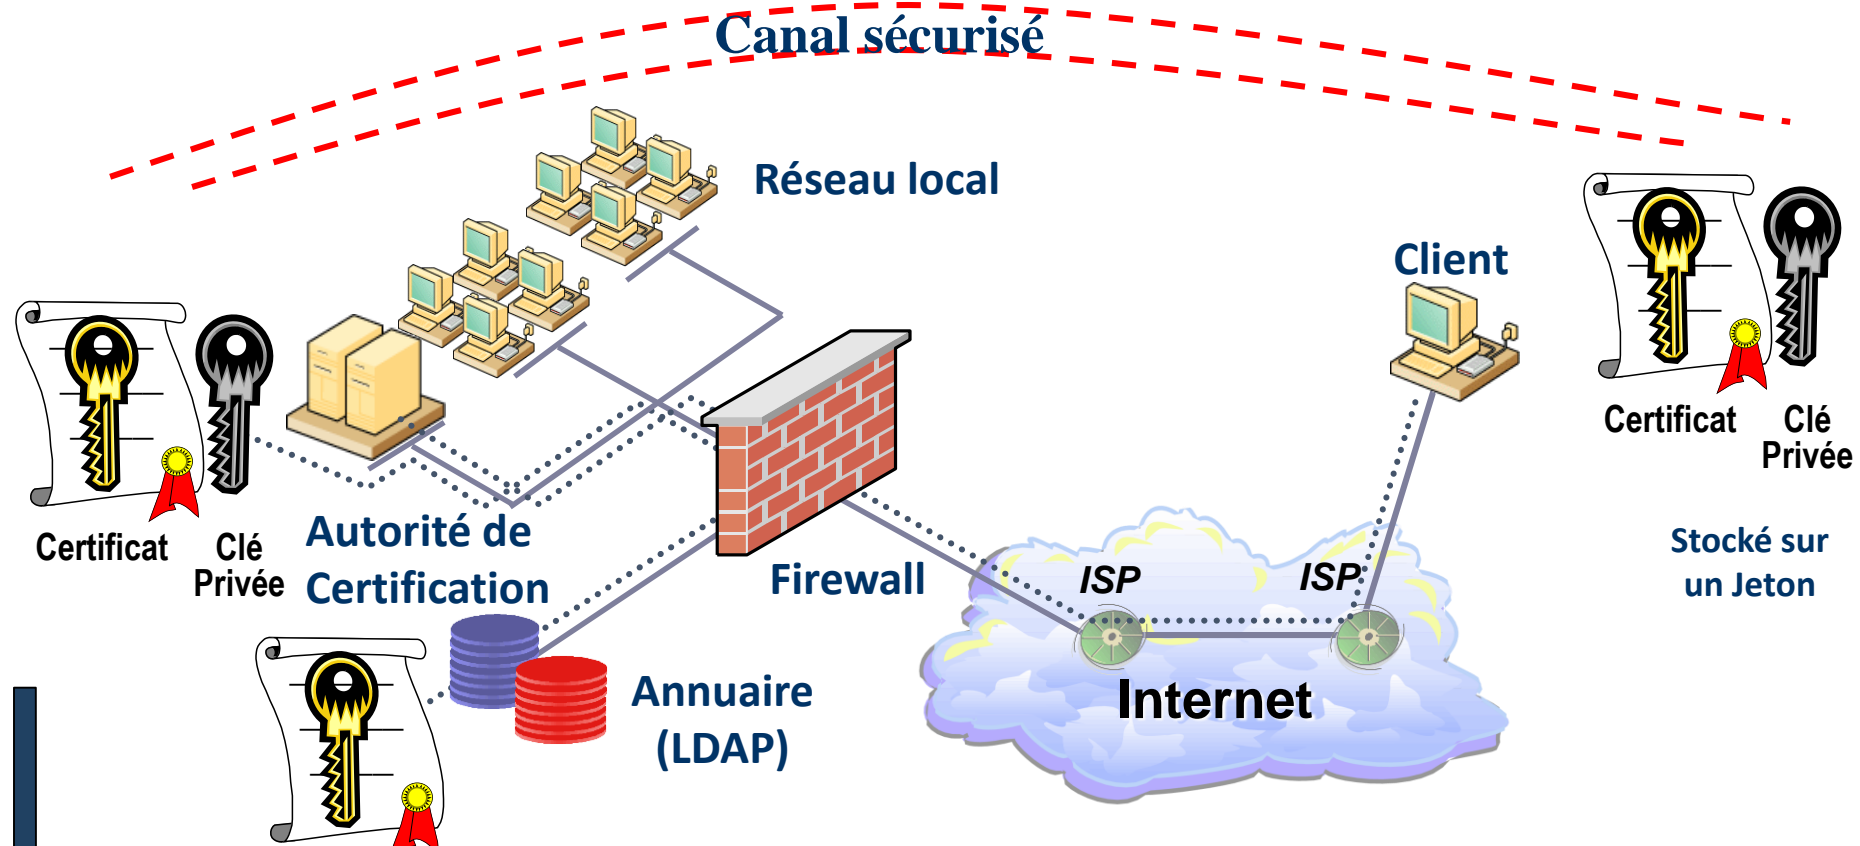 Canal sécurisé
Réseau local
Client
Certificat
Clé
Privée
Stocké sur
un Jeton
Certificat
Clé
Privée
Autorité de
Certification
Firewall
ISP
ISP
Internet
Annuaire
(LDAP)